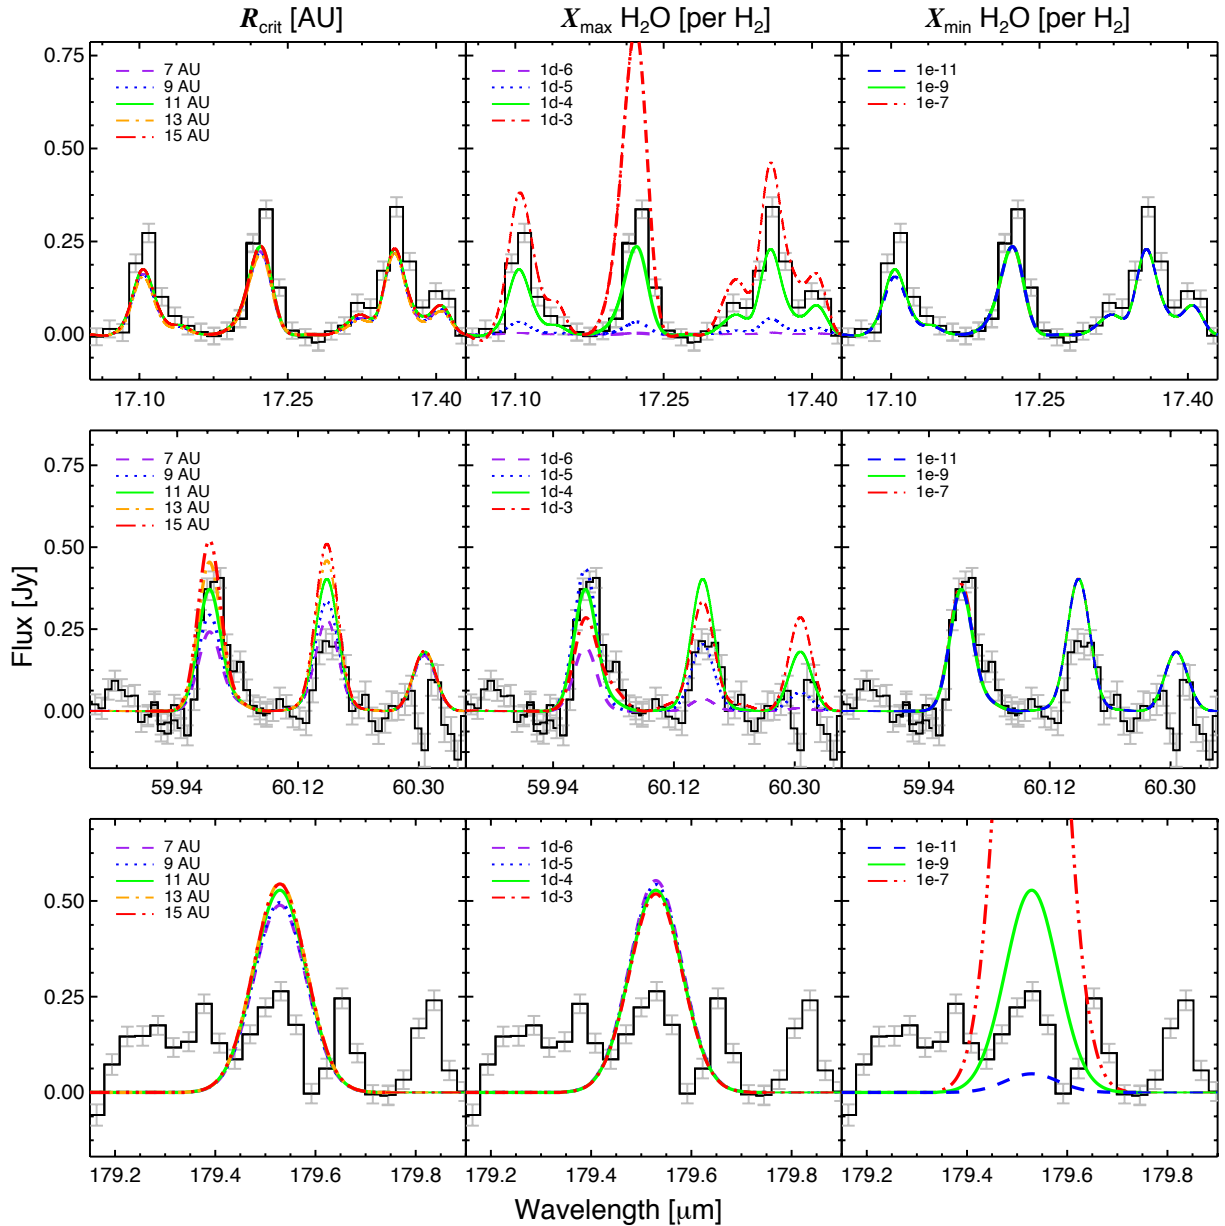 R_crit [AU]
X_max H₂O [per H₂]
X_min H₂O [per H₂]
0.75
0.50
0.25
0.00
7 AU
9 AU
11 AU
13 AU
15 AU
1d-6
1d-5
1d-4
1d-3
1e-11
1e-9
1e-7
17.10
17.25
17.40
17.10
17.25
17.40
17.10
17.25
17.40
Flux [Jy]
0.75
0.50
0.25
0.00
7 AU
9 AU
11 AU
13 AU
15 AU
1d-6
1d-5
1d-4
1d-3
1e-11
1e-9
1e-7
59.94
60.12
60.30
59.94
60.12
60.30
59.94
60.12
60.30
0.50
0.25
0.00
7 AU
9 AU
11 AU
13 AU
15 AU
1d-6
1d-5
1d-4
1d-3
1e-11
1e-9
1e-7
179.2
179.4
179.6
179.8
179.2
179.4
179.6
179.8
179.2
179.4
179.6
179.8
Wavelength [μm]